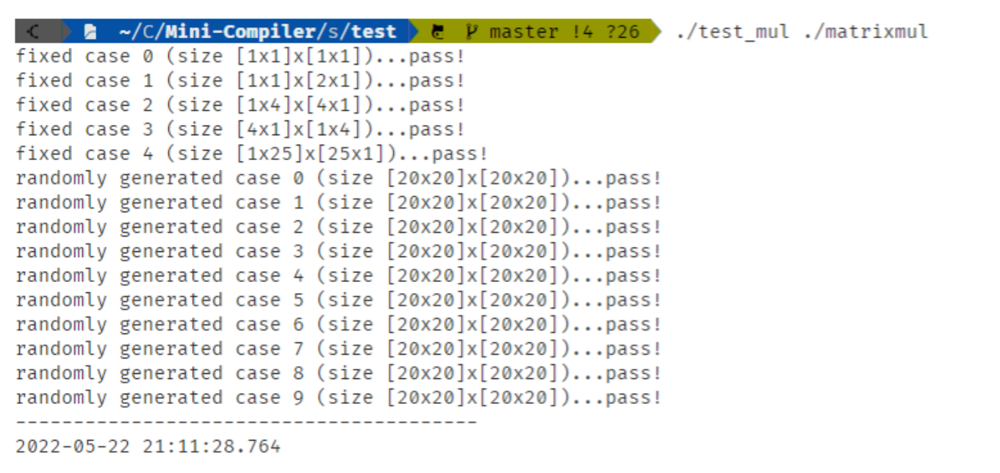 ~/C/Mini-Compiler/s/test master !4 ?26 ./test_mul ./matrixmul
fixed case 0 (size [1x1]x[1x1])...pass!
fixed case 1 (size [1x1]x[2x1])...pass!
fixed case 2 (size [1x4]x[4x1])...pass!
fixed case 3 (size [4x1]x[1x4])...pass!
fixed case 4 (size [1x25]x[25x1])...pass!
randomly generated case 0 (size [20x20]x[20x20])...pass!
randomly generated case 1 (size [20x20]x[20x20])...pass!
randomly generated case 2 (size [20x20]x[20x20])...pass!
randomly generated case 3 (size [20x20]x[20x20])...pass!
randomly generated case 4 (size [20x20]x[20x20])...pass!
randomly generated case 5 (size [20x20]x[20x20])...pass!
randomly generated case 6 (size [20x20]x[20x20])...pass!
randomly generated case 7 (size [20x20]x[20x20])...pass!
randomly generated case 8 (size [20x20]x[20x20])...pass!
randomly generated case 9 (size [20x20]x[20x20])...pass!
----------------------------------------
2022-05-22 21:11:28.764